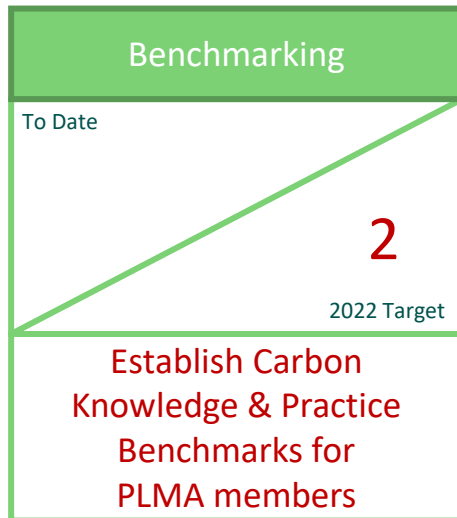 Benchmarking
To Date
2
2022 Target
Establish Carbon
Knowledge & Practice
Benchmarks for
PLMA members